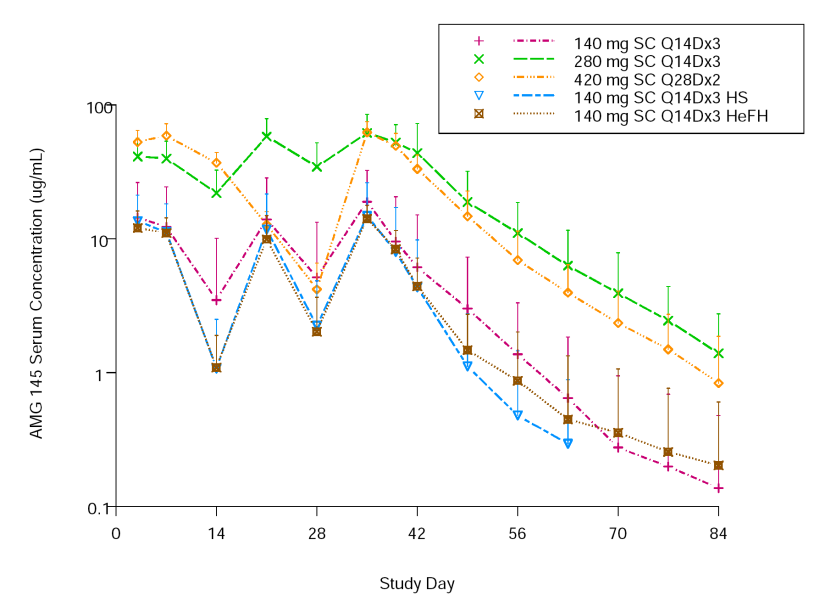 140 mg SC Q14Dx3
280 mg SC Q14Dx3
420 mg SC Q28Dx2
140 mg SC Q14Dx3 HS
140 mg SC Q14Dx3 HeFH
AMG 145 Serum Concentration (ug/mL)
100
10
1
0.1
0 14 28 42 56 70 84
Study Day